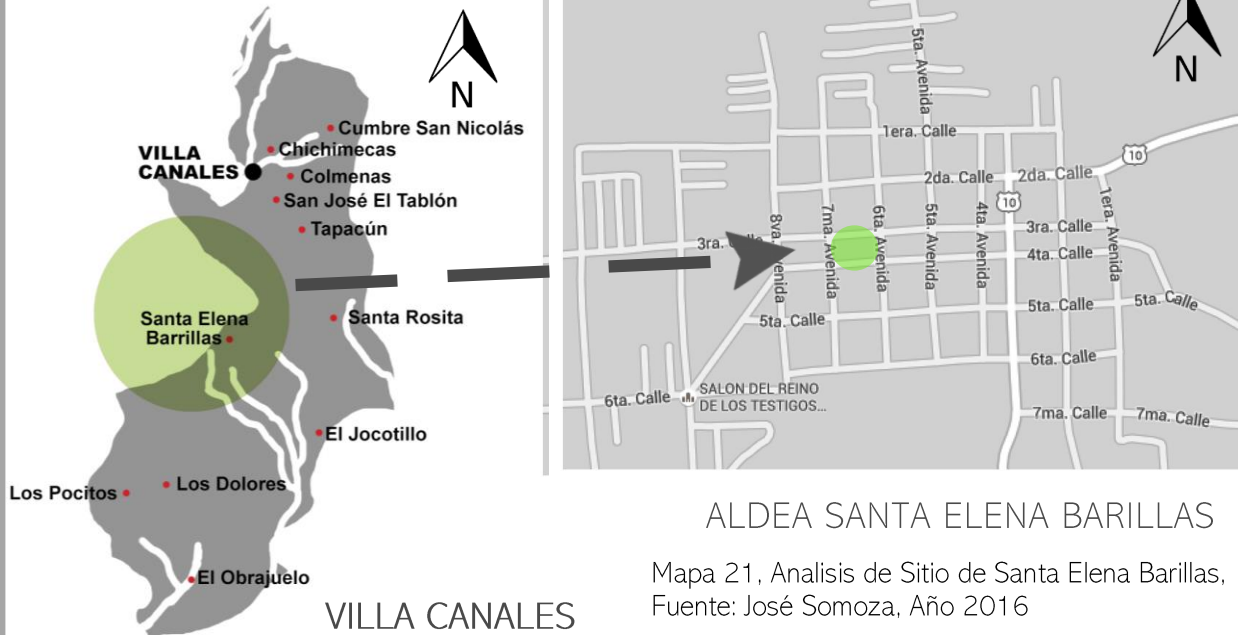 N
Cumbre San Nicolás
Chichimecas
VILLA
CANALES
Colmenas
San José El Tablón
Tapacún
Santa Elena
Barrillas
Santa Rosita
El Jocotillo
Los Pocitos
Los Dolores
El Obrajuelo
VILLA CANALES
N
5ta. Avenida
1era. Calle
10
2da. Calle
2da. Calle
10
1era Avenida
8va. Avenida
7ma. Avenida
6ta. Avenida
5ta. Avenida
4ta. Avenida
3ra. Calle
3ra. Calle
4ta. Calle
5ta. Calle
5ta. Calle
5ta. Calle
6ta. Calle
6ta. Calle
SALON DEL REINO
DE LOS TESTIGOS...
7ma. Calle
7ma. Calle
ALDEA SANTA ELENA BARILLAS
Mapa 21, Analisis de Sitio de Santa Elena Barillas,
Fuente: José Somoza, Año 2016